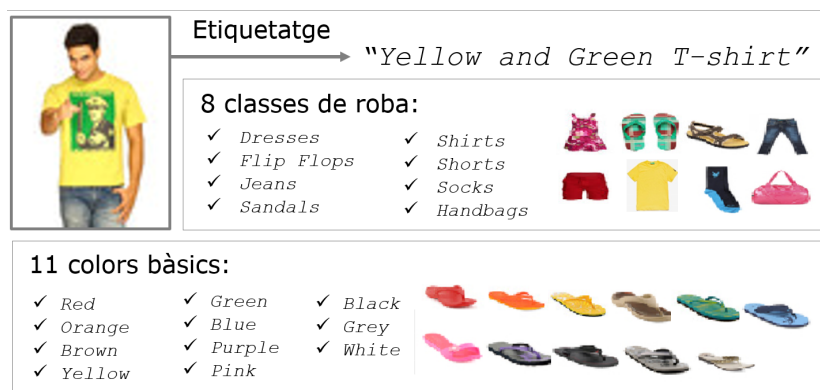 Etiquetatge
"Yellow and Green T-shirt"
8 classes de roba:
✓ Dresses
✓ Flip Flops
✓ Jeans
✓ Sandals
✓ Shirts
✓ Shorts
✓ Socks
✓ Handbags
11 colors bàsics:
✓ Red
✓ Orange
✓ Brown
✓ Yellow
✓ Green
✓ Blue
✓ Purple
✓ Pink
✓ Black
✓ Grey
✓ White